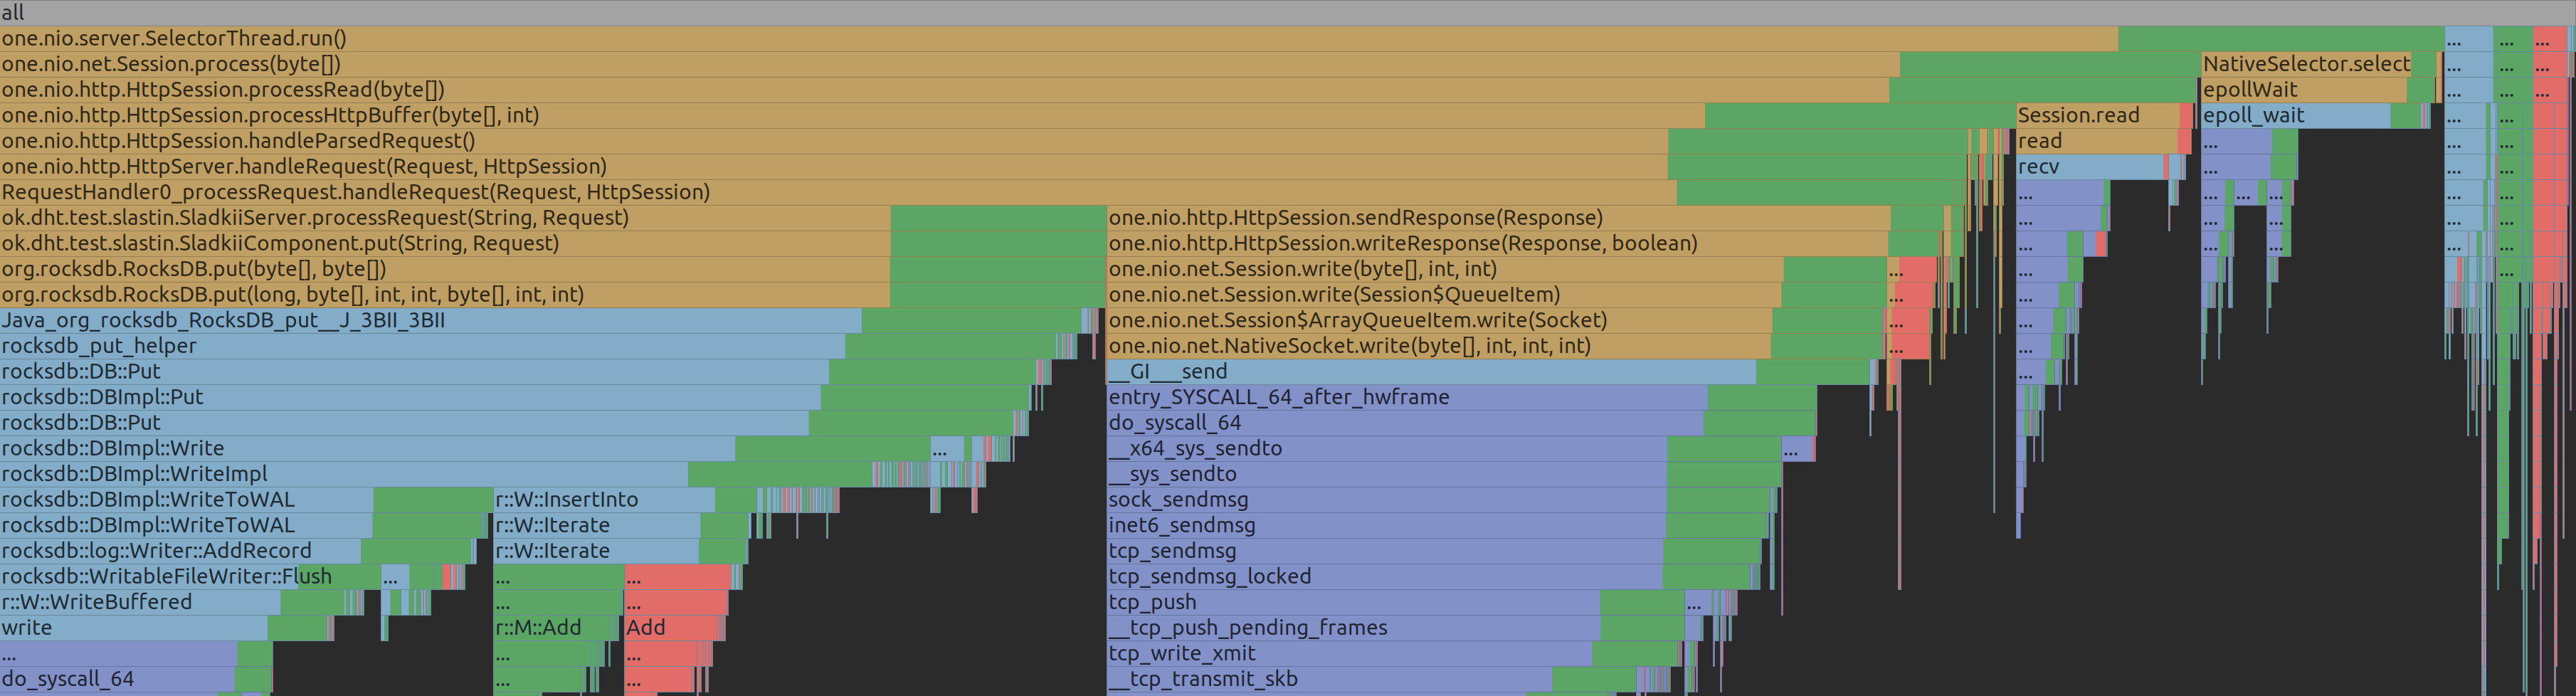 all
one.nio.server.SelectorThread.run() ... ... ...
one.nio.net.Session.process(byte[]) NativeSelector.select ... ... ...
one.nio.http.HttpSession.processRead(byte[]) epollWait ... ... ...
one.nio.http.HttpSession.processHttpBuffer(byte[], int) Session.read epoll_wait ... ...
one.nio.http.HttpSession.handleParsedRequest() read ... ... ...
one.nio.http.HttpServer.handleRequest(Request, HttpSession) recv ... ... ...
RequestHandler0_processRequest.handleRequest(Request, HttpSession) ... ... ... ... ... ...
ok.dht.test.slastin.SladkiiServer.processRequest(String, Request) one.nio.http.HttpSession.sendResponse(Response) ... ... ... ... ...
ok.dht.test.slastin.SladkiiComponent.put(String, Request) one.nio.http.HttpSession.writeResponse(Response, boolean) ... ... ... ... ...
org.rocksdb.RocksDB.put(byte[], byte[]) one.nio.net.Session.write(byte[], int, int) ... ... ...
org.rocksdb.RocksDB.put(long, byte[], int, int, byte[], int, int) one.nio.net.Session.write(Session$QueueItem) ... ...
Java_org_rocksdb_RocksDB_put__J_3BII_3BII one.nio.net.Session$ArrayQueueItem.write(Socket) ... ...
rocksdb_put_helper one.nio.net.NativeSocket.write(byte[], int, int, int) ... ...
rocksdb::DB::Put __GI___send ...
rocksdb::DBImpl::Put entry_SYSCALL_64_after_hwframe
rocksdb::DB::Put do_syscall_64
rocksdb::DBImpl::Write ... __x64_sys_sendto ...
rocksdb::DBImpl::WriteImpl __sys_sendto
rocksdb::DBImpl::WriteToWAL r::W::InsertInto sock_sendmsg
rocksdb::DBImpl::WriteToWAL r::W::Iterate inet6_sendmsg
rocksdb::log::Writer::AddRecord r::W::Iterate tcp_sendmsg
rocksdb::WritableFileWriter::Flush ... ... ... tcp_sendmsg_locked
r::W::WriteBuffered ... ... tcp_push ...
write r::M::Add Add __tcp_push_pending_frames
... ... ... tcp_write_xmit
do_syscall_64 ... ... __tcp_transmit_skb